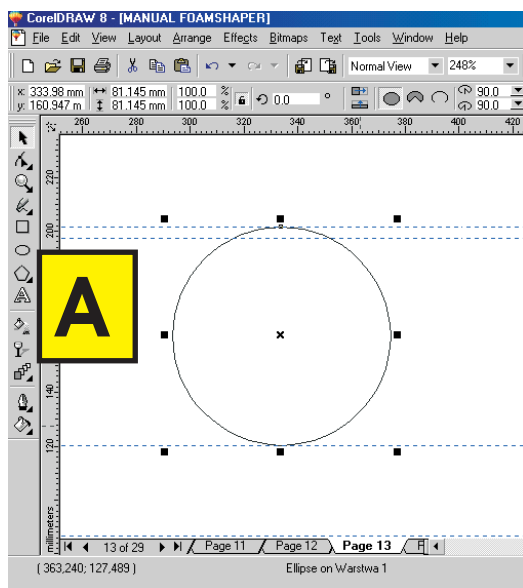 CorelDRAW 8 - [MANUAL FOAMSHAPER]
File Edit View Layout Arrange Effects Bitmaps Text Tools Window Help
Normal View 248%
x: 333,98 mm 81.145 mm 100.0 % 0.0 ° 90.0
y: 160,947 m 81.145 mm 100.0 % 90.0
260 280 300 320 340 360 380 400 420
220
200
A
140
120
millimeters
13 of 29 Page 11 Page 12 Page 13
( 363,240; 127,489 ) Ellipse on Warstwa 1